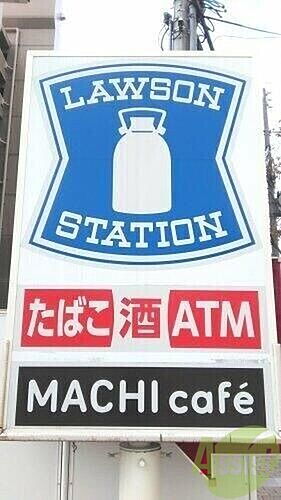 LAWSON
STATION
たばこ 酒 ATM
MACHI café